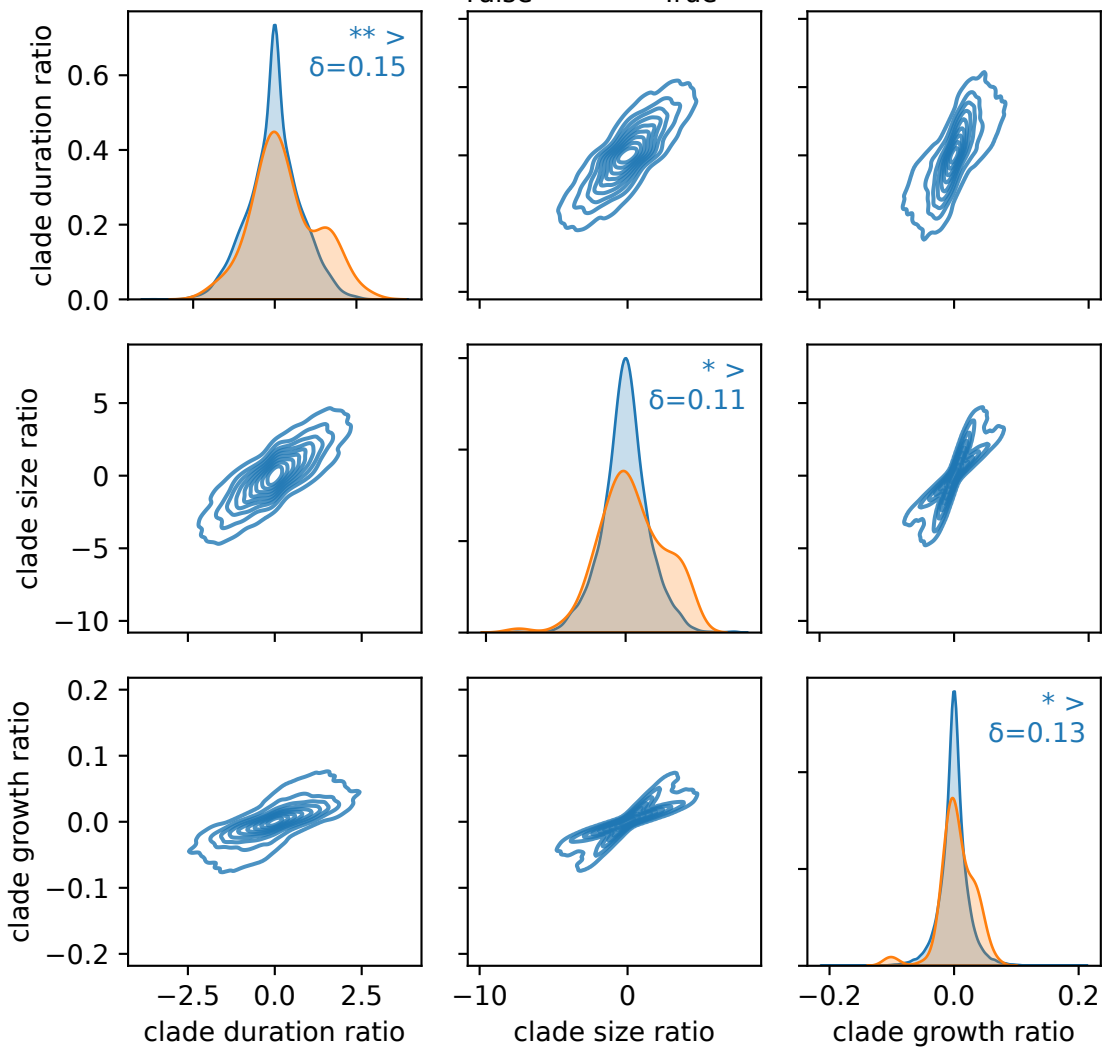 False True
clade duration ratio
0.6
0.4
0.2
0.0
** >
δ=0.15
clade size ratio
5
0
−5
−10
* >
δ=0.11
clade growth ratio
0.2
0.1
0.0
−0.1
−0.2
* >
δ=0.13
−2.5 0.0 2.5
−10 0
−0.2 0.0 0.2
clade duration ratio
clade size ratio
clade growth ratio